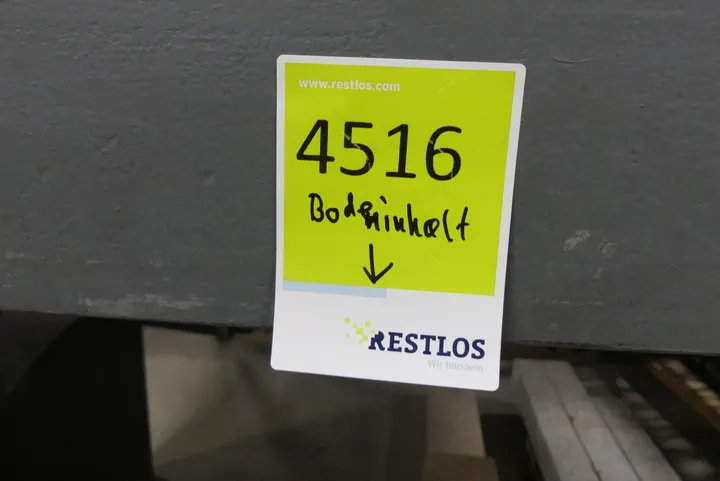 www.restlos.com
4516
Bodeninhalt
RESTLOS
Wir handeln.